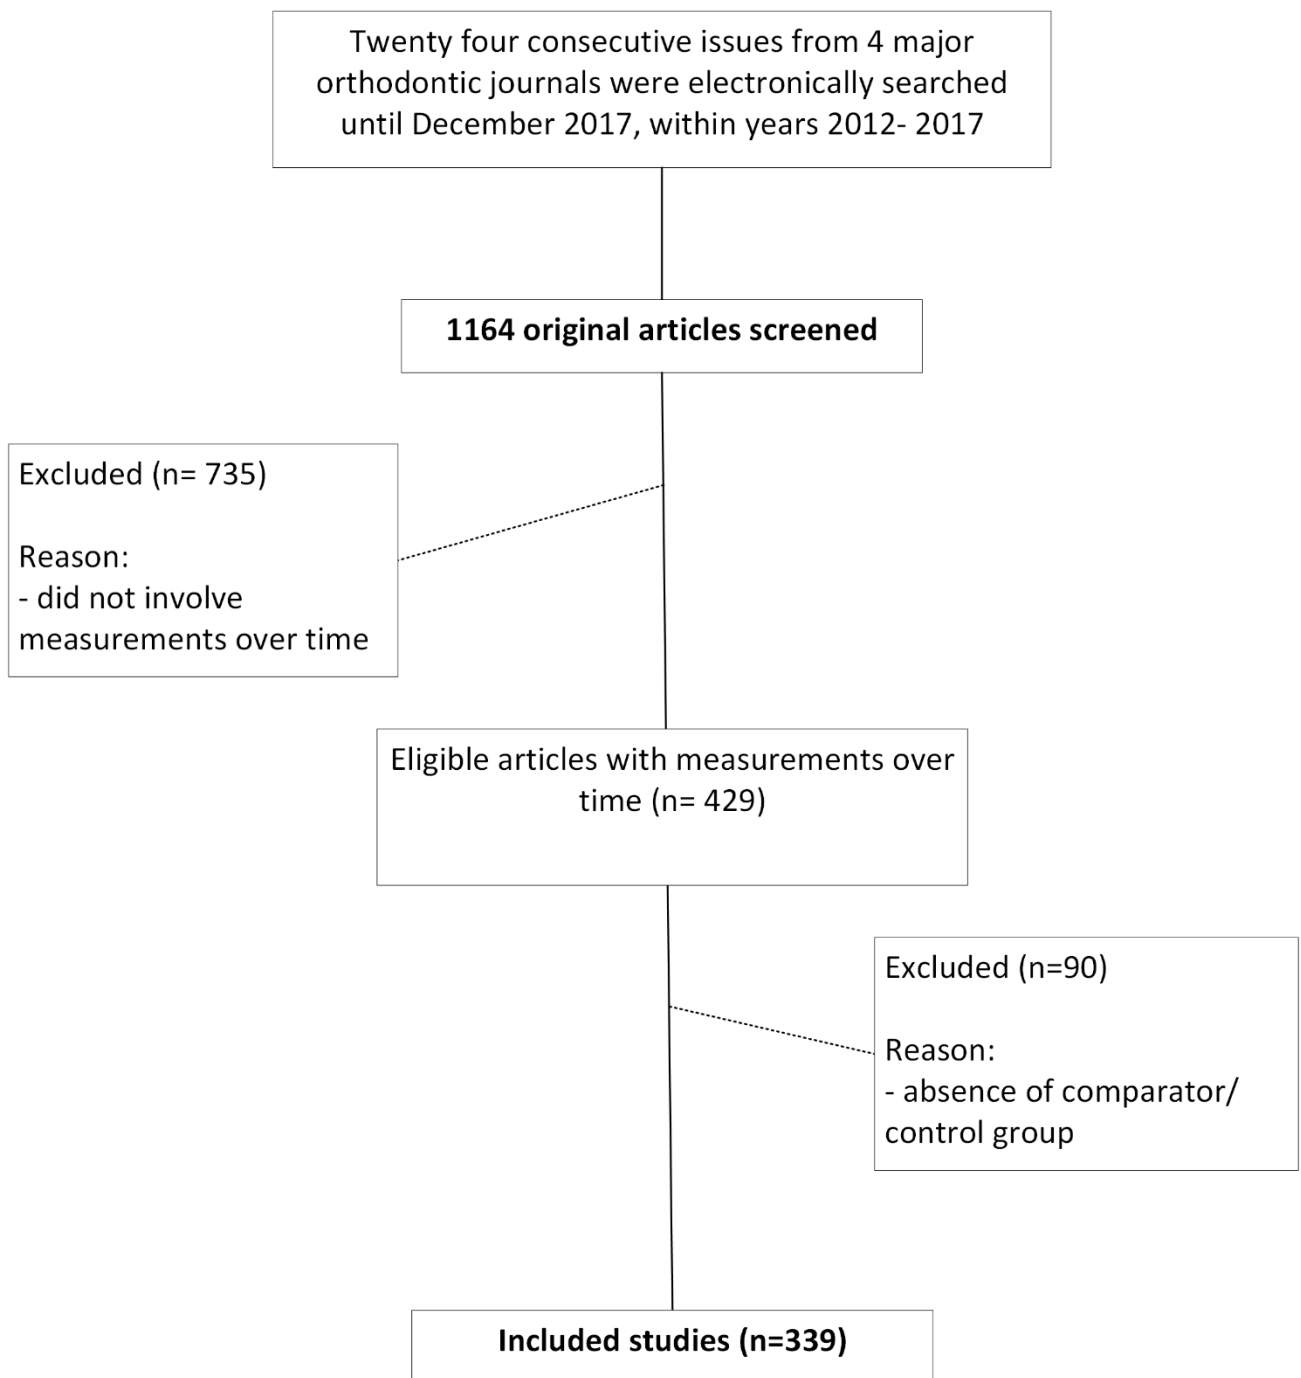 Twenty four consecutive issues from 4 major
orthodontic journals were electronically searched
until December 2017, within years 2012- 2017
1164 original articles screened
Excluded (n= 735)
Reason:
- did not involve
measurements over time
Eligible articles with measurements over
time (n= 429)
Excluded (n=90)
Reason:
- absence of comparator/
control group
Included studies (n=339)